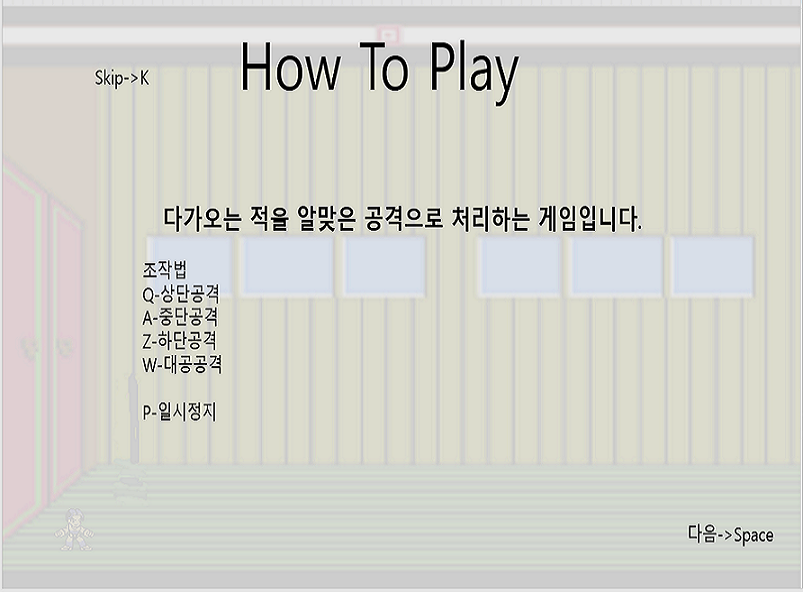 How To Play
Skip->K
다가오는 적을 알맞은 공격으로 처리하는 게임입니다.
조작법
Q-상단공격
A-중단공격
Z-하단공격
W-대공공격
P-일시정지
다음->Space